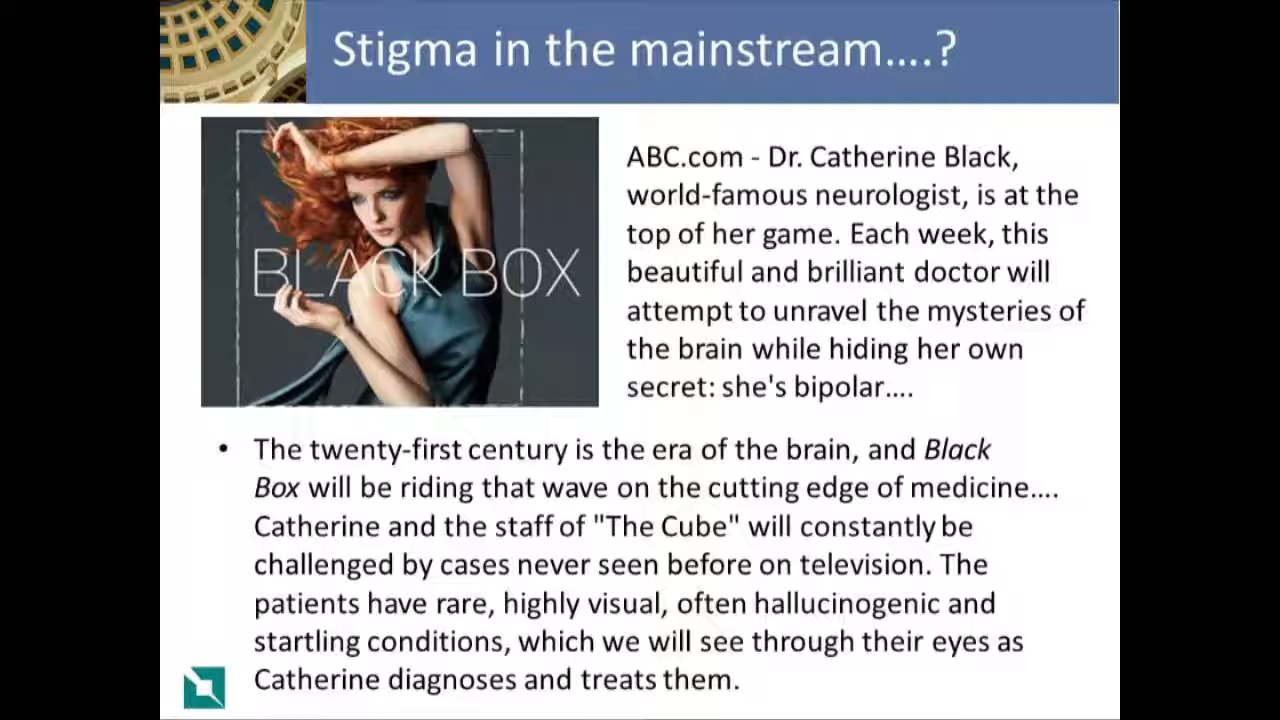 Stigma in the mainstream....?
BLACK BOX
ABC.com - Dr. Catherine Black,
world-famous neurologist, is at the
top of her game. Each week, this
beautiful and brilliant doctor will
attempt to unravel the mysteries of
the brain while hiding her own
secret: she's bipolar....
• The twenty-first century is the era of the brain, and Black
Box will be riding that wave on the cutting edge of medicine....
Catherine and the staff of "The Cube" will constantly be
challenged by cases never seen before on television. The
patients have rare, highly visual, often hallucinogenic and
startling conditions, which we will see through their eyes as
Catherine diagnoses and treats them.